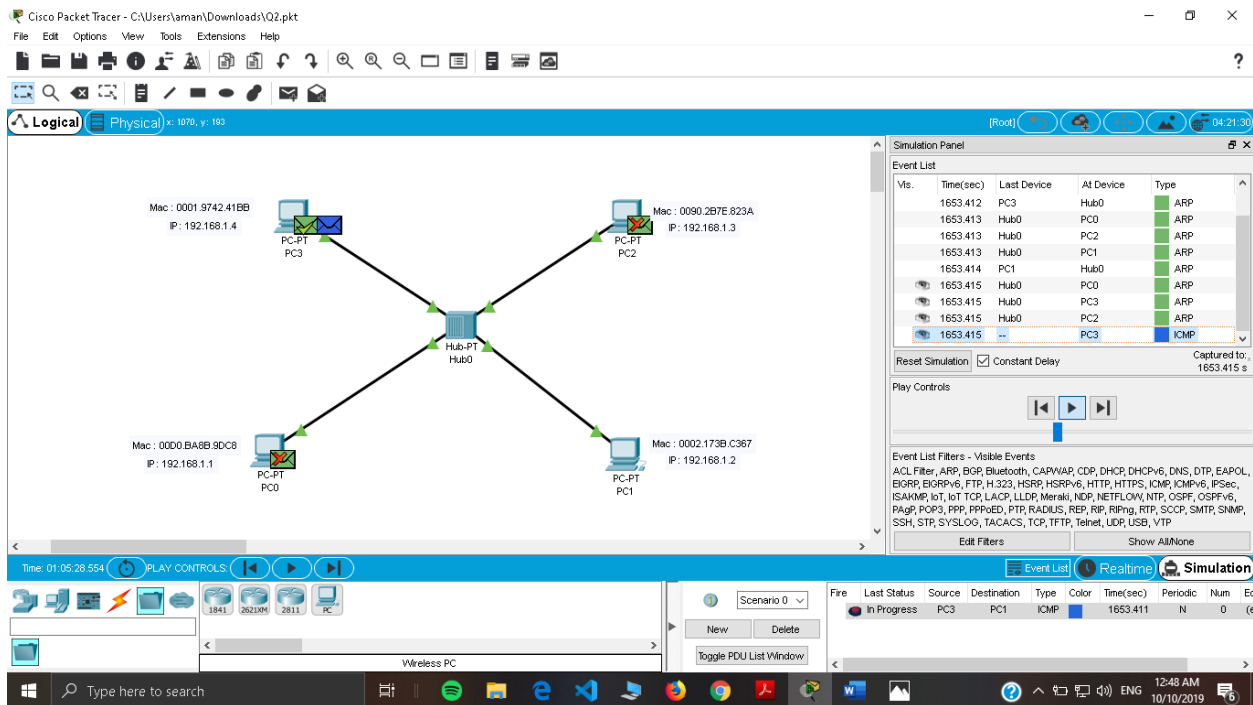 Cisco Packet Tracer - C:\Users\aman\Downloads\Q2.pkt
File Edit Options View Tools Extensions Help
?
Logical Physical x: 1070, y: 193 [Root] 04:21:30
Mac : 0001.9742.41BB
IP : 192.168.1.4
PC-PT
PC3
Mac : 0090.2B7E.823A
IP : 192.168.1.3
PC-PT
PC2
Hub-PT
Hub0
Mac : 00D0.BA8B.9DC8
IP : 192.168.1.1
PC-PT
PC0
Mac : 0002.173B.C367
IP : 192.168.1.2
PC-PT
PC1
Simulation Panel
Event List
Vis. Time(sec) Last Device At Device Type
1653.412 PC3 Hub0 ARP
1653.413 Hub0 PC0 ARP
1653.413 Hub0 PC2 ARP
1653.413 Hub0 PC1 ARP
1653.414 PC1 Hub0 ARP
1653.415 Hub0 PC0 ARP
1653.415 Hub0 PC3 ARP
1653.415 Hub0 PC2 ARP
1653.415 -- PC3 ICMP
Reset Simulation Constant Delay Captured to:
1653.415 s
Play Controls
Event List Filters - Visible Events
ACL Filter, ARP, BGP, Bluetooth, CAPWAP, CDP, DHCP, DHCPv6, DNS, DTP, EAPOL,
EIGRP, EIGRPv6, FTP, H.323, HSRP, HSRPv6, HTTP, HTTPS, ICMP, ICMPv6, IPSec,
ISAKMP, IoT, IoT TCP, LACP, LLDP, Meraki, NDP, NETFLOW, NTP, OSPF, OSPFv6,
PAgP, POP3, PPP, PPPoED, PTP, RADIUS, REP, RIP, RIPng, RTP, SCCP, SMTP, SNMP,
SSH, STP, SYSLOG, TACACS, TCP, TFTP, Telnet, UDP, USB, VTP
Edit Filters Show All/None
Time: 01:05:28.554 PLAY CONTROLS: Event List Realtime Simulation
1841 2621XM 2811 PC
Wireless PC
Scenario 0
New Delete
Toggle PDU List Window
Fire Last Status Source Destination Type Color Time(sec) Periodic Num Ed
In Progress PC3 PC1 ICMP 1653.411 N 0 (e
Type here to search
ENG
12:48 AM
10/10/2019
6